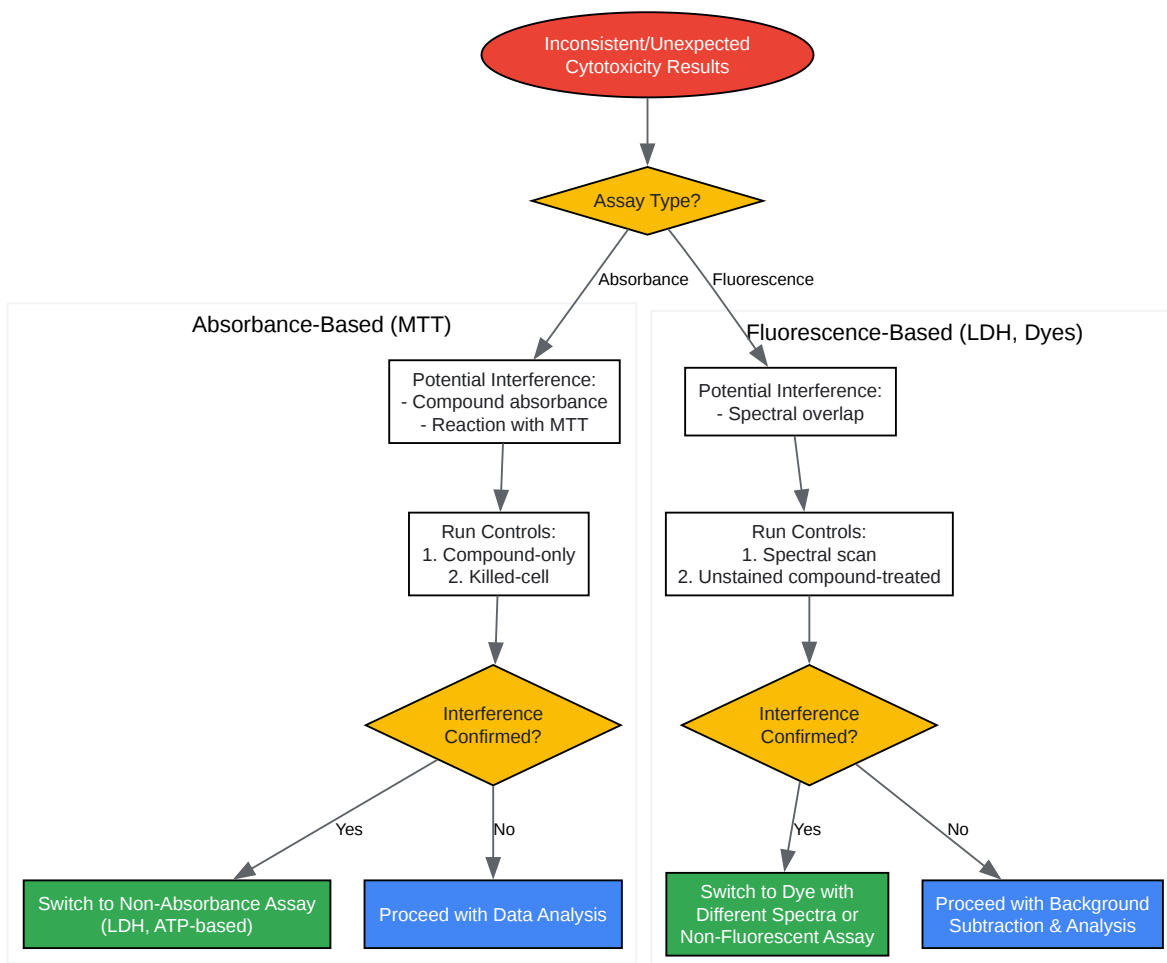 Inconsistent/Unexpected
Cytotoxicity Results
Assay Type?
Absorbance
Fluorescence
Absorbance-Based (MTT)
Potential Interference:
- Compound absorbance
- Reaction with MTT
Run Controls:
1. Compound-only
2. Killed-cell
Interference
Confirmed?
Yes
No
Switch to Non-Absorbance Assay
(LDH, ATP-based)
Proceed with Data Analysis
Fluorescence-Based (LDH, Dyes)
Potential Interference:
- Spectral overlap
Run Controls:
1. Spectral scan
2. Unstained compound-treated
Interference
Confirmed?
Yes
No
Switch to Dye with
Different Spectra or
Non-Fluorescent Assay
Proceed with Background
Subtraction & Analysis